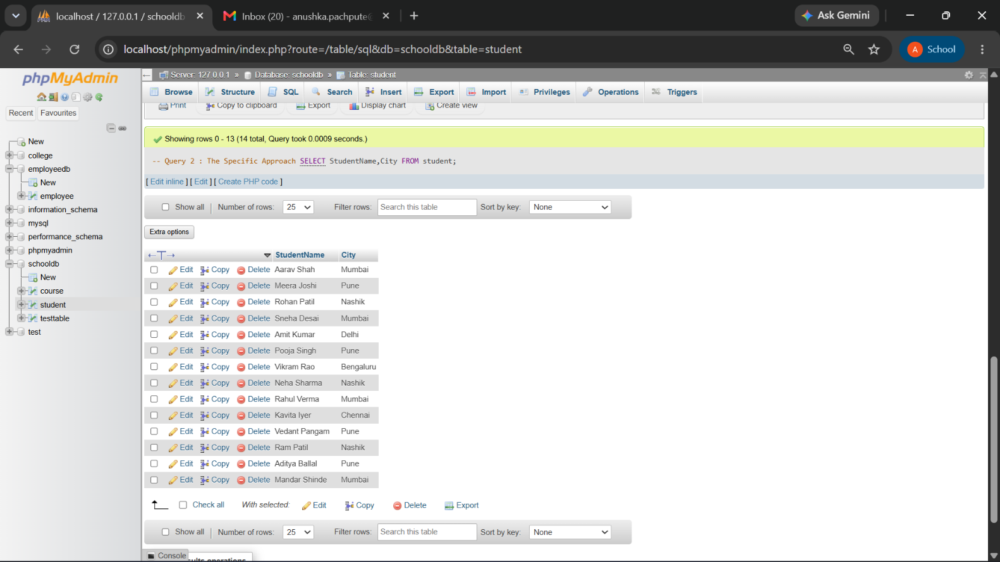 localhost / 127.0.0.1 / schooldb
Inbox (20) - anushka.pachpute@
Ask Gemini
localhost/phpmyadmin/index.php?route=/table/sql&db=schooldb&table=student
A School
phpMyAdmin
Recent Favourites
New
college
employeedb
New
employee
information_schema
mysql
performance_schema
phpmyadmin
schooldb
New
course
student
testtable
test
Server: 127.0.0.1 » Database: schooldb » Table: student
Browse Structure SQL Search Insert Export Import Privileges Operations Triggers
Print Copy to clipboard Export Display chart Create view
Showing rows 0 - 13 (14 total, Query took 0.0009 seconds.)
-- Query 2 : The Specific Approach SELECT StudentName,City FROM student;
[ Edit inline ] [ Edit ] [ Create PHP code ]
Show all Number of rows: 25 Filter rows: Search this table Sort by key: None
Extra options
StudentName City
Edit Copy Delete Aarav Shah Mumbai
Edit Copy Delete Meera Joshi Pune
Edit Copy Delete Rohan Patil Nashik
Edit Copy Delete Sneha Desai Mumbai
Edit Copy Delete Amit Kumar Delhi
Edit Copy Delete Pooja Singh Pune
Edit Copy Delete Vikram Rao Bengaluru
Edit Copy Delete Neha Sharma Nashik
Edit Copy Delete Rahul Verma Mumbai
Edit Copy Delete Kavita Iyer Chennai
Edit Copy Delete Vedant Pangam Pune
Edit Copy Delete Ram Patil Nashik
Edit Copy Delete Aditya Ballal Pune
Edit Copy Delete Mandar Shinde Mumbai
Check all With selected: Edit Copy Delete Export
Show all Number of rows: 25 Filter rows: Search this table Sort by key: None
Console